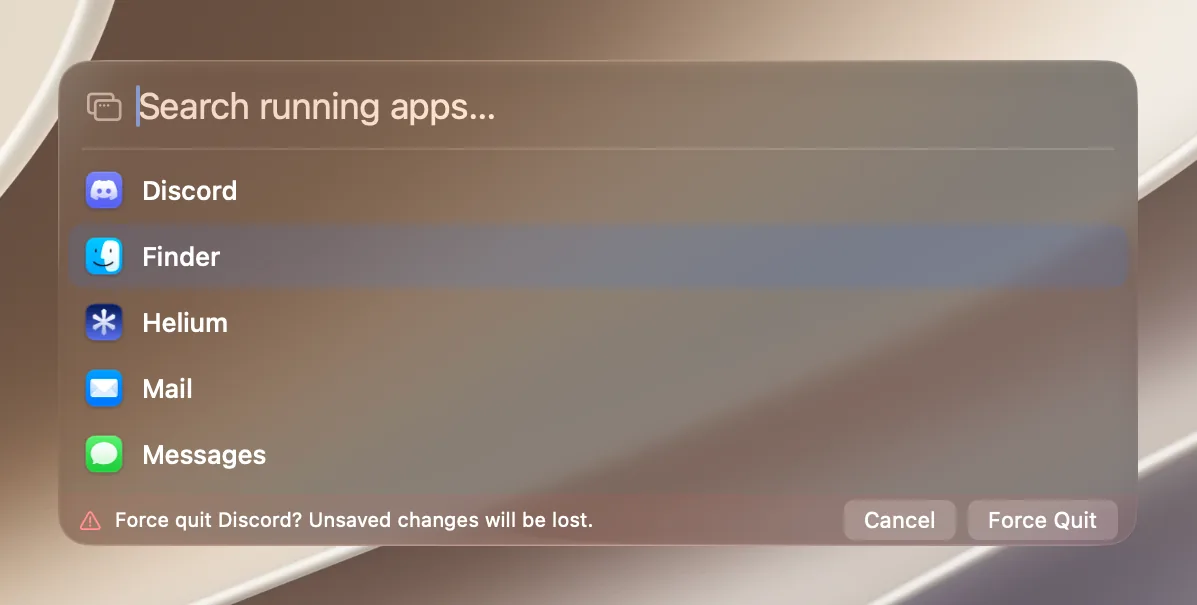 Search running apps...
Discord
Finder
Helium
Mail
Messages
Force quit Discord? Unsaved changes will be lost.
Cancel
Force Quit